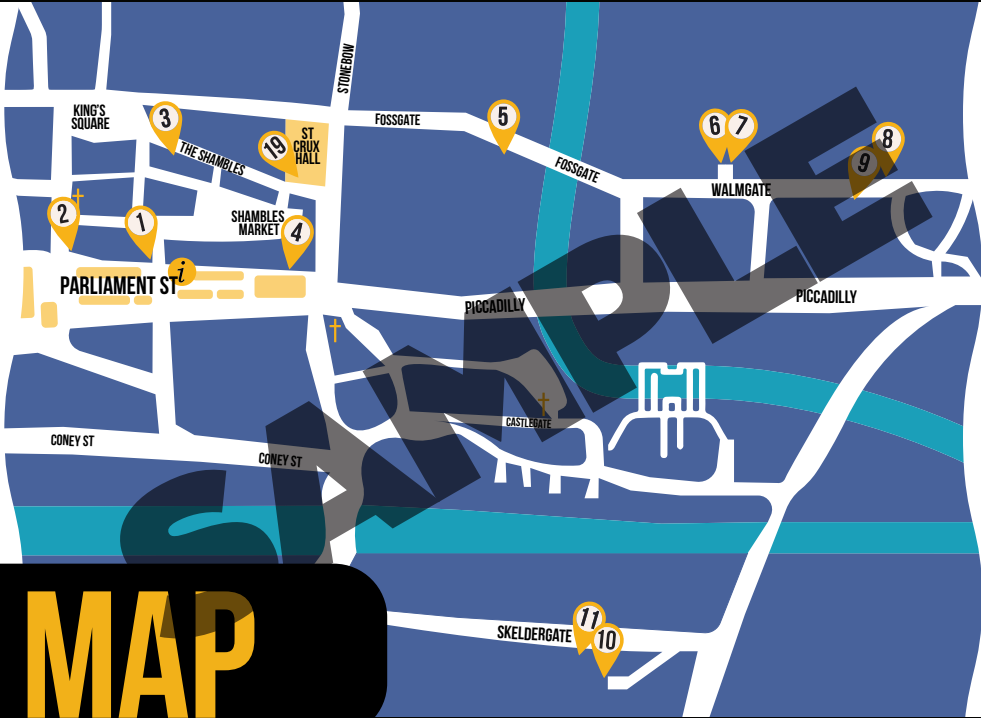 STONEBOW
KING'S
SQUARE
3
5
FOSSGATE
6
7
8
9
ST
CRUX
HALL
19
THE SHAMBLES
FOSSGATE
WALMGATE
2
1
SHAMBLES
MARKET
4
i
PARLIAMENT ST
PICCADILLY
PICCADILLY
CASTLEGATE
CONEY ST
CONEY ST
SAMPLE
11
10
SKELDERGATE
MAP